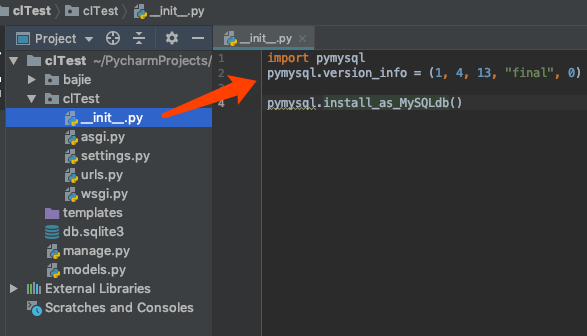 clTest
clTest
__init__.py
Project
__init__.py
clTest ~/PycharmProjects/
bajie
clTest
__init__.py
asgi.py
settings.py
urls.py
wsgi.py
templates
db.sqlite3
manage.py
models.py
External Libraries
Scratches and Consoles
1 import pymysql
2 pymysql.version_info = (1, 4, 13, "final", 0)
3
4 pymysql.install_as_MySQLdb()